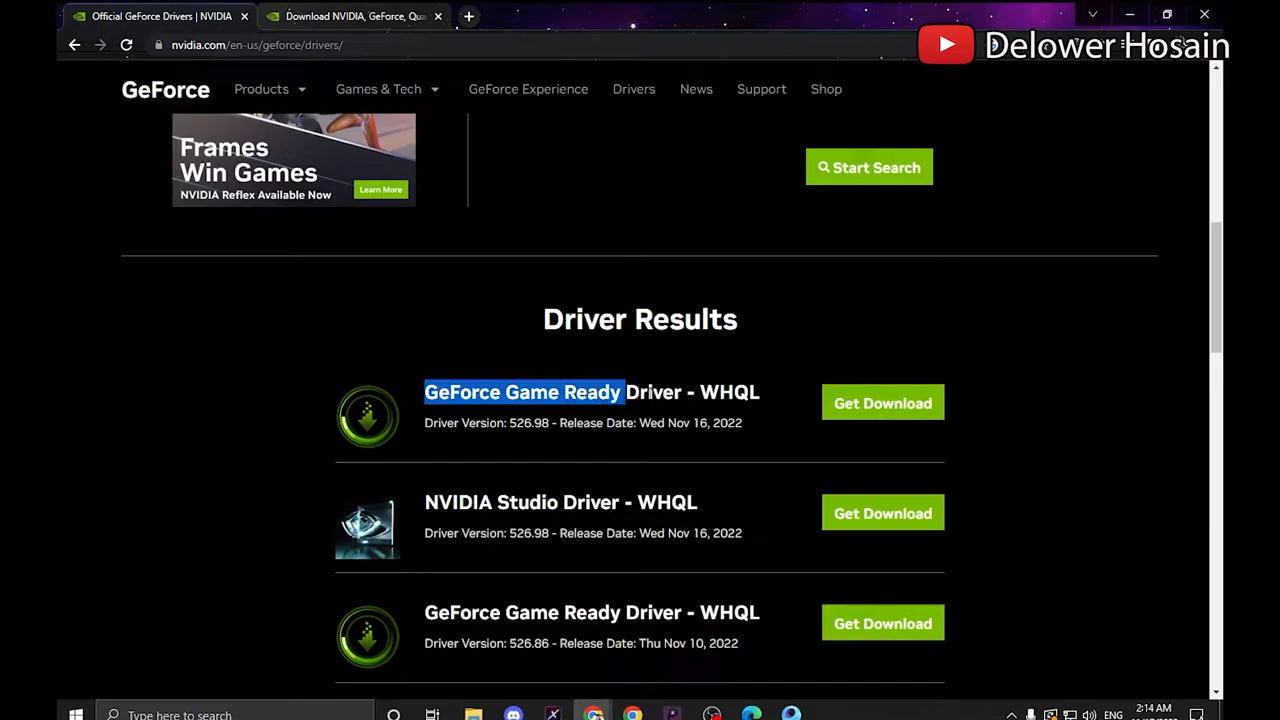 Official GeForce Drivers | NVIDIA
Download NVIDIA, GeForce, Qua
nvidia.com/en-us/geforce/drivers/
Delower Hosain
GeForce Products Games & Tech GeForce Experience Drivers News Support Shop
Frames
Win Games
NVIDIA Reflex Available Now
Learn More
Start Search
Driver Results
GeForce Game Ready Driver - WHQL
Driver Version: 526.98 - Release Date: Wed Nov 16, 2022
Get Download
NVIDIA Studio Driver - WHQL
Driver Version: 526.98 - Release Date: Wed Nov 16, 2022
Get Download
GeForce Game Ready Driver - WHQL
Driver Version: 526.86 - Release Date: Thu Nov 10, 2022
Get Download
Type here to search
ENG
2:14 AM